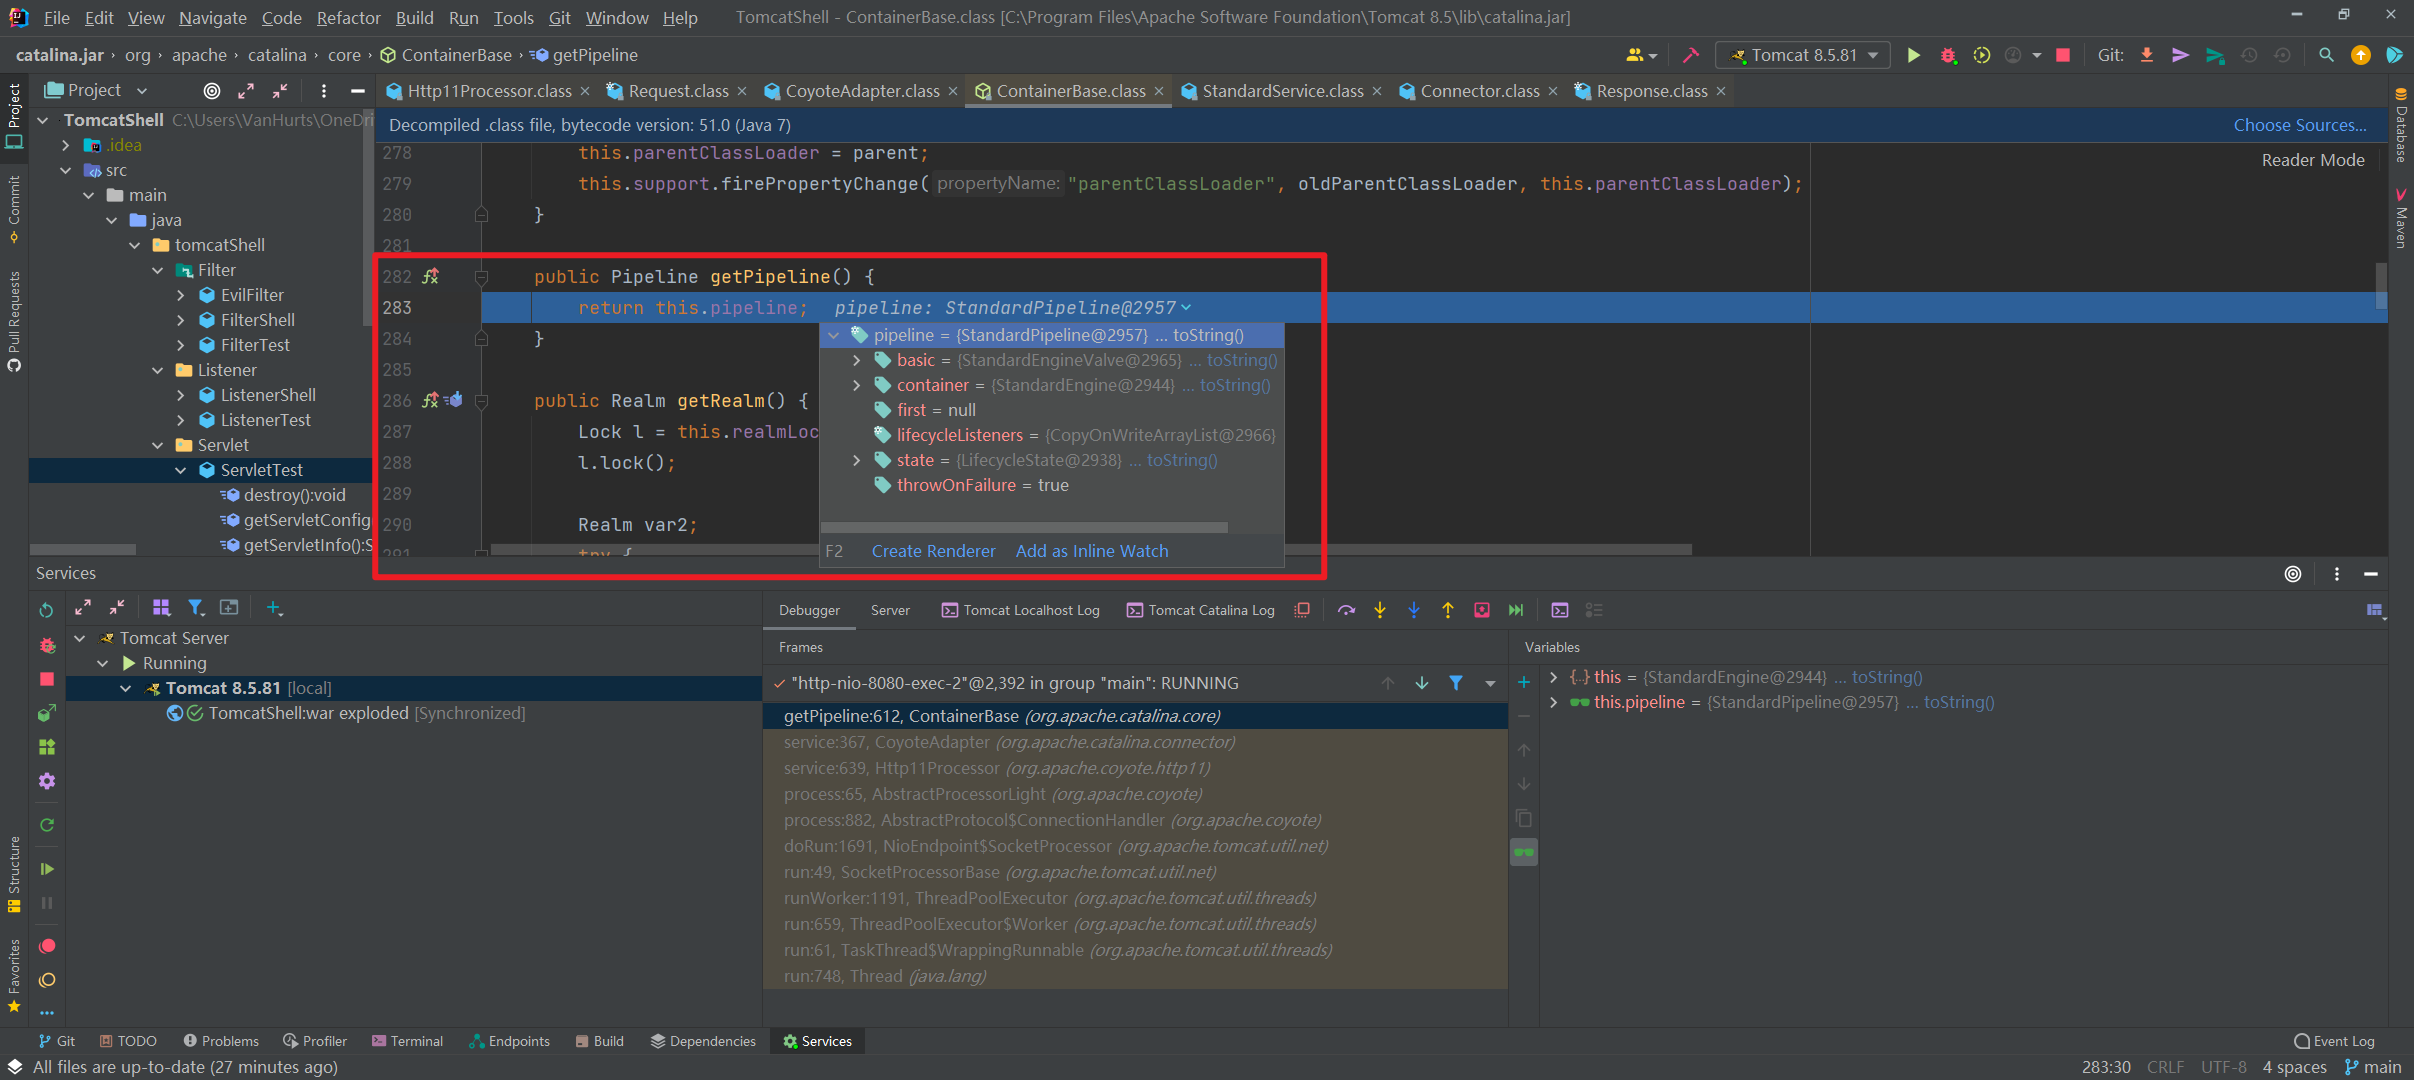 File Edit View Navigate Code Refactor Build Run Tools Git Window Help TomcatShell - ContainerBase.class [C:\Program Files\Apache Software Foundation\Tomcat 8.5\lib\catalina.jar]
catalina.jar › org › apache › catalina › core › ContainerBase › getPipeline
Tomcat 8.5.81 Git:
Project
Http11Processor.class × Request.class × CoyoteAdapter.class × ContainerBase.class × StandardService.class × Connector.class × Response.class ×
Decompiled .class file, bytecode version: 51.0 (Java 7) Choose Sources...
Reader Mode
TomcatShell C:\Users\VanHurts\OneDri
.idea
src
main
java
tomcatShell
Filter
EvilFilter
FilterShell
FilterTest
Listener
ListenerShell
ListenerTest
Servlet
ServletTest
destroy():void
getServletConfig
getServletInfo():S
278 this.parentClassLoader = parent;
279 this.support.firePropertyChange( propertyName: "parentClassLoader", oldParentClassLoader, this.parentClassLoader);
280 }
281
282 public Pipeline getPipeline() {
283 return this.pipeline; pipeline: StandardPipeline@2957
284 }
285
286 public Realm getRealm() {
287 Lock l = this.realmLoc
288 l.lock();
289
290 Realm var2;
291 try {
pipeline = {StandardPipeline@2957} ... toString()
basic = {StandardEngineValve@2965} ... toString()
container = {StandardEngine@2944} ... toString()
first = null
lifecycleListeners = {CopyOnWriteArrayList@2966}
state = {LifecycleState@2938} ... toString()
throwOnFailure = true
F2 Create Renderer Add as Inline Watch
Project
Commit
Pull Requests
Structure
Favorites
Database
Maven
Services
Tomcat Server
Running
Tomcat 8.5.81 [local]
TomcatShell:war exploded [Synchronized]
Debugger Server Tomcat Localhost Log Tomcat Catalina Log
Frames
"http-nio-8080-exec-2"@2,392 in group "main": RUNNING
getPipeline:612, ContainerBase (org.apache.catalina.core)
service:367, CoyoteAdapter (org.apache.catalina.connector)
service:639, Http11Processor (org.apache.coyote.http11)
process:65, AbstractProcessorLight (org.apache.coyote)
process:882, AbstractProtocol$ConnectionHandler (org.apache.coyote)
doRun:1691, NioEndpoint$SocketProcessor (org.apache.tomcat.util.net)
run:49, SocketProcessorBase (org.apache.tomcat.util.net)
runWorker:1191, ThreadPoolExecutor (org.apache.tomcat.util.threads)
run:659, ThreadPoolExecutor$Worker (org.apache.tomcat.util.threads)
run:61, TaskThread$WrappingRunnable (org.apache.tomcat.util.threads)
run:748, Thread (java.lang)
Variables
this = {StandardEngine@2944} ... toString()
this.pipeline = {StandardPipeline@2957} ... toString()
Git TODO Problems Profiler Terminal Endpoints Build Dependencies Services Event Log
All files are up-to-date (27 minutes ago) 283:30 CRLF UTF-8 4 spaces main